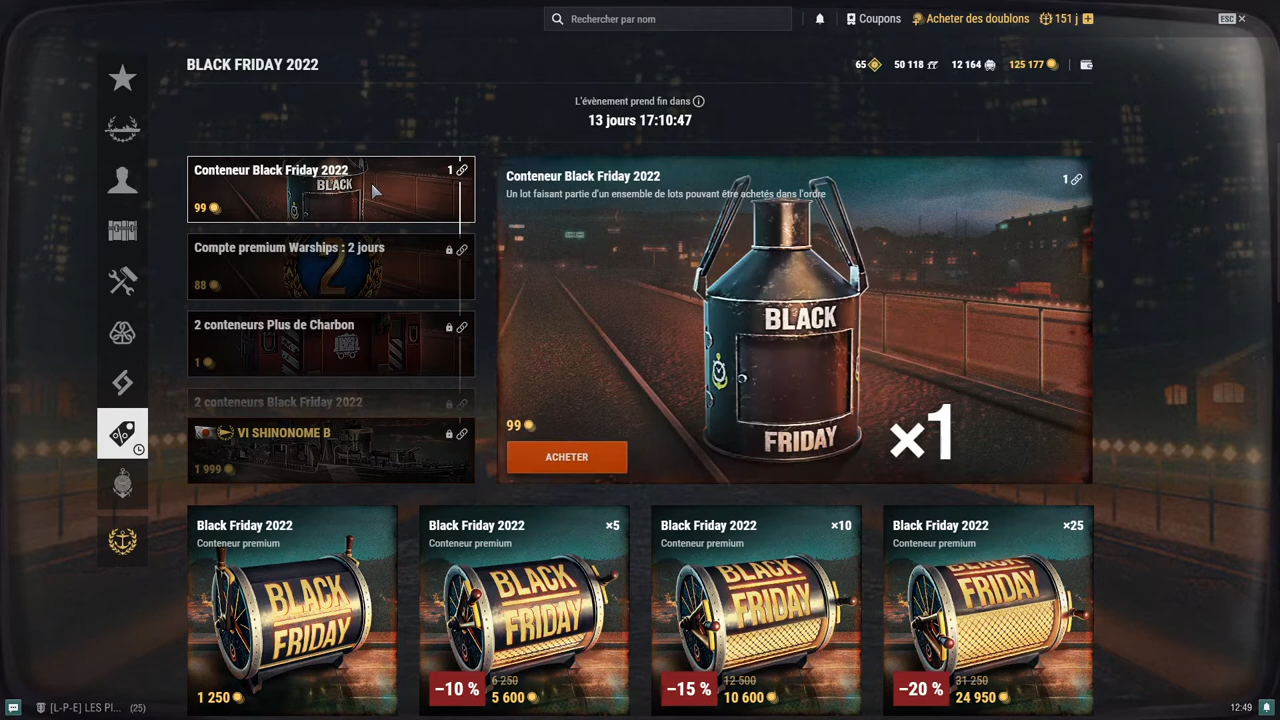 Rechercher par nom
Coupons
Acheter des doublons
151 j
ESC
BLACK FRIDAY 2022
65
50 118
12 164
125 177
L'évènement prend fin dans
13 jours 17:10:47
Conteneur Black Friday 2022
1
BLACK
99
Compte premium Warships : 2 jours
2
88
2 conteneurs Plus de Charbon
1
2 conteneurs Black Friday 2022
VI SHINONOME B
1 999
Conteneur Black Friday 2022
1
Un lot faisant partie d'un ensemble de lots pouvant être achetés dans l'ordre
BLACK
FRIDAY
×1
99
ACHETER
Black Friday 2022
Conteneur premium
BLACK
FRIDAY
1 250
Black Friday 2022
×5
Conteneur premium
BLACK
FRIDAY
−10 %
6 250
5 600
Black Friday 2022
×10
Conteneur premium
BLACK
FRIDAY
−15 %
12 500
10 600
Black Friday 2022
×25
Conteneur premium
BLACK
FRIDAY
−20 %
31 250
24 950
[L-P-E] LES PI... (25)
12:49